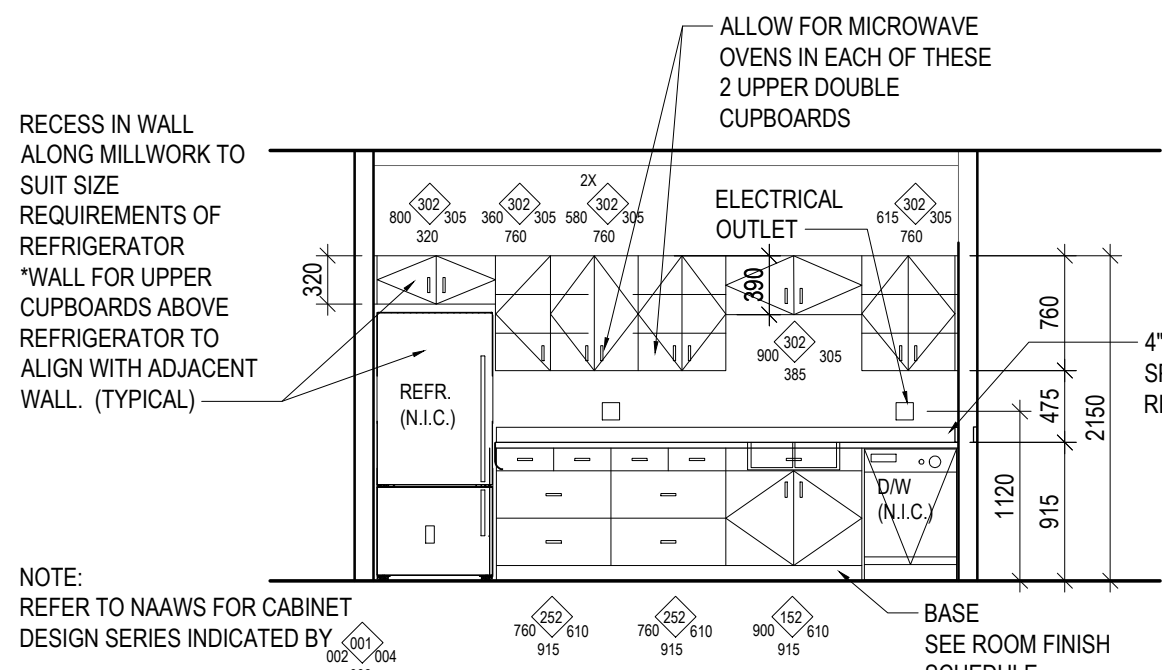 ALLOW FOR MICROWAVE
OVENS IN EACH OF THESE
2 UPPER DOUBLE
CUPBOARDS
RECESS IN WALL
ALONG MILLWORK TO
SUIT SIZE
REQUIREMENTS OF
REFRIGERATOR
*WALL FOR UPPER
CUPBOARDS ABOVE
REFRIGERATOR TO
ALIGN WITH ADJACENT
WALL. (TYPICAL)
302
800 305
320
302
360 305
760
2X
302
580 305
760
ELECTRICAL
OUTLET
302
615 305
760
320
390
302
900 305
385
REFR.
(N.I.C.)
D/W
(N.I.C.)
760
475
915
1120
2150
4"
NOTE:
REFER TO NAAWS FOR CABINET
DESIGN SERIES INDICATED BY
001
002 004
252
760 610
915
252
760 610
915
152
900 610
915
BASE
SEE ROOM FINISH
SCHEDULE